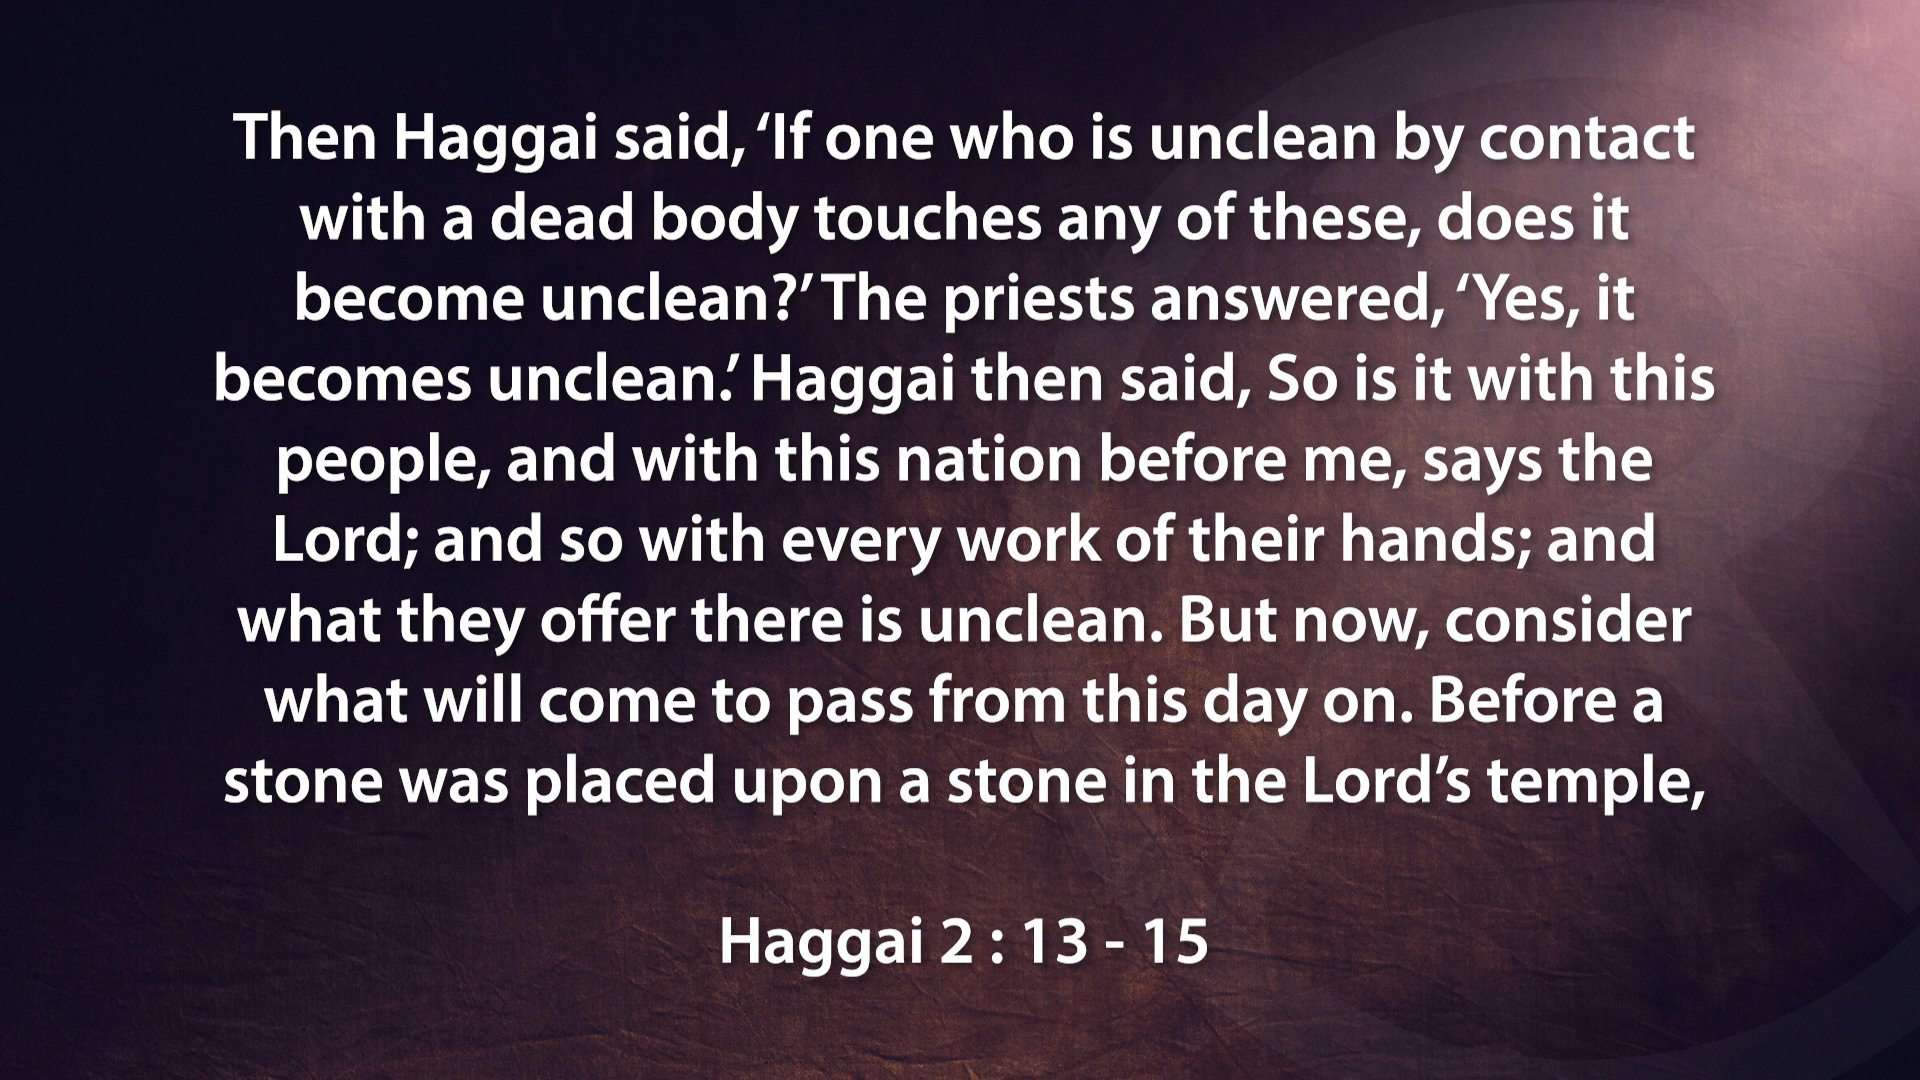 Then Haggai said, ‘If one who is unclean by contact
with a dead body touches any of these, does it
become unclean?’ The priests answered, ‘Yes, it
becomes unclean.’ Haggai then said, So is it with this
people, and with this nation before me, says the
Lord; and so with every work of their hands; and
what they offer there is unclean. But now, consider
what will come to pass from this day on. Before a
stone was placed upon a stone in the Lord’s temple,
Haggai 2 : 13 - 15